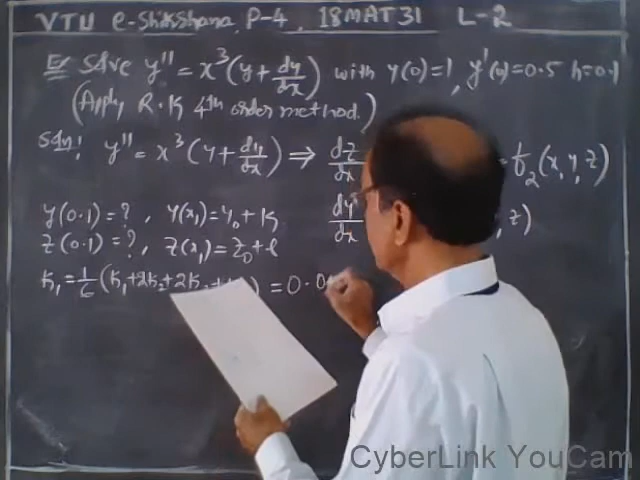 VTU e-Shikshana P-4, 18MAT31 L-2
Ex Solve y'' = x³(y + dy/dx) with y(0)=1, y'(0)=0.5 h=0.1
(Apply R.K 4th order method.)
Soln: y'' = x³(y + dy/dx) ⇒ dz/dx = f₂(x, y, z)
y(0.1)=?, y(x₁)=y₀+k dy/dx , z)
z(0.1)=?, z(x₁)=z₀+l
k₁ = 1/6 (k₁+2k₂+2k = 0.0
CyberLink YouCam